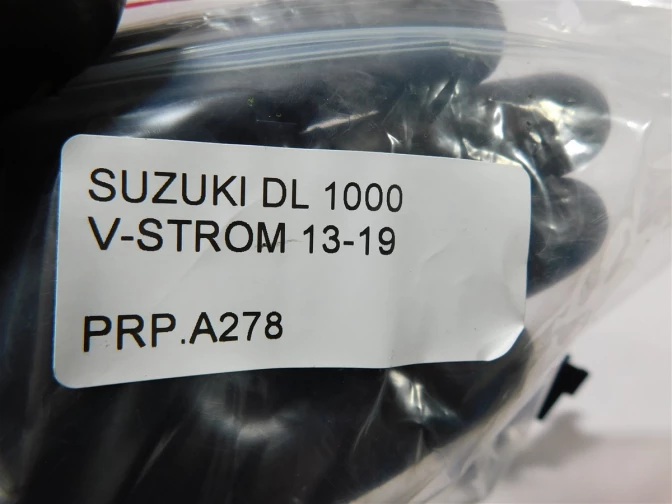 SUZUKI DL 1000
V-STROM 13-19
PRP.A278